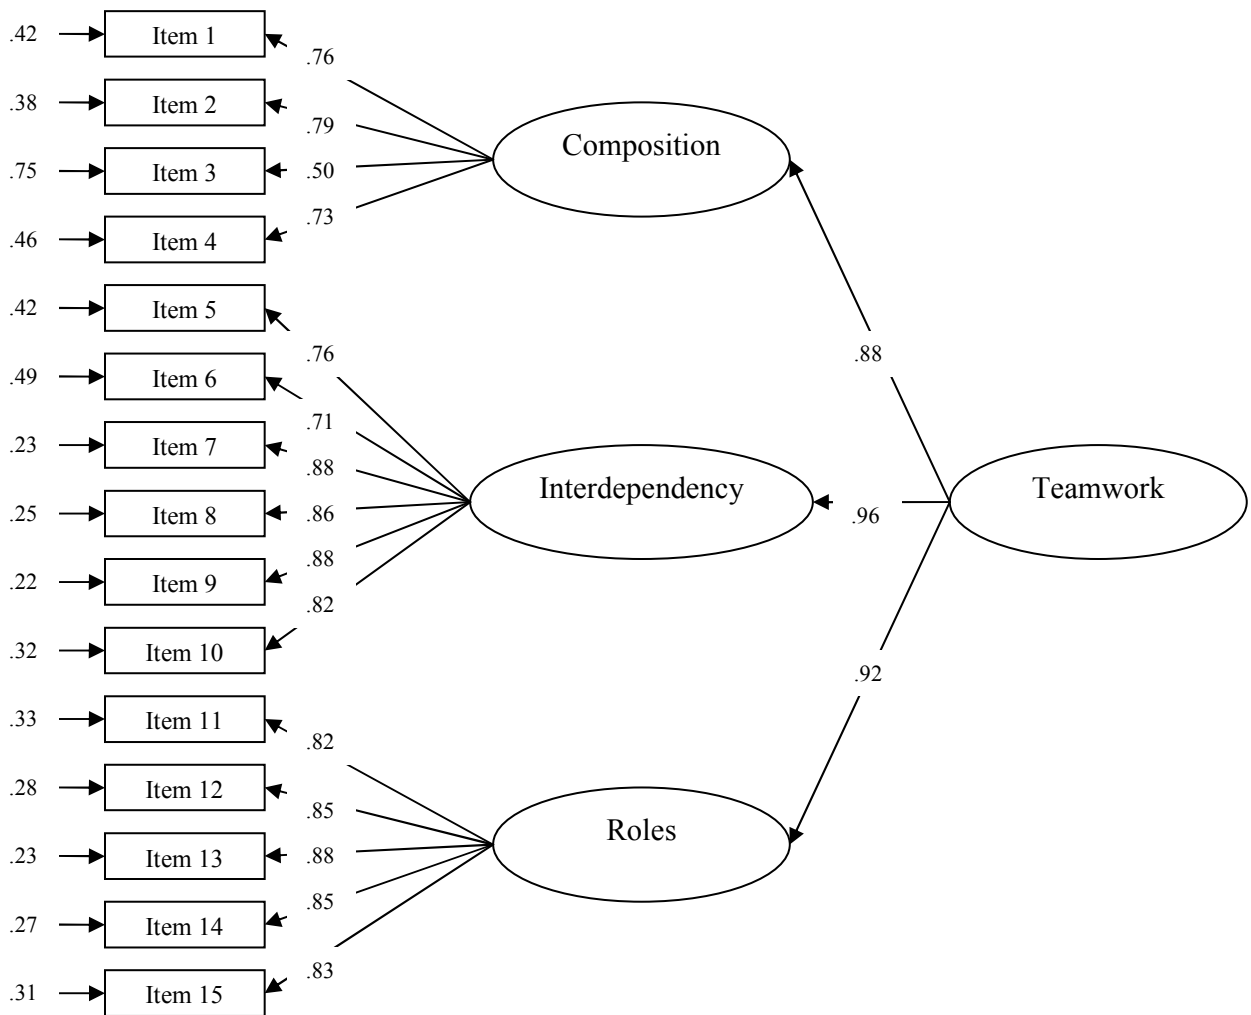 .42 Item 1
.76
.38 Item 2
.79
Composition
.75 Item 3 .50
.73
.46 Item 4
.42 Item 5
.76
.88
.49 Item 6
.71
.23 Item 7
.88
Interdependency
Teamwork
.25 Item 8 .86
.96
.88
.22 Item 9
.82
.32 Item 10
.92
.33 Item 11
.82
.28 Item 12
.85
Roles
.23 Item 13 .88
.85
.27 Item 14
.83
.31 Item 15